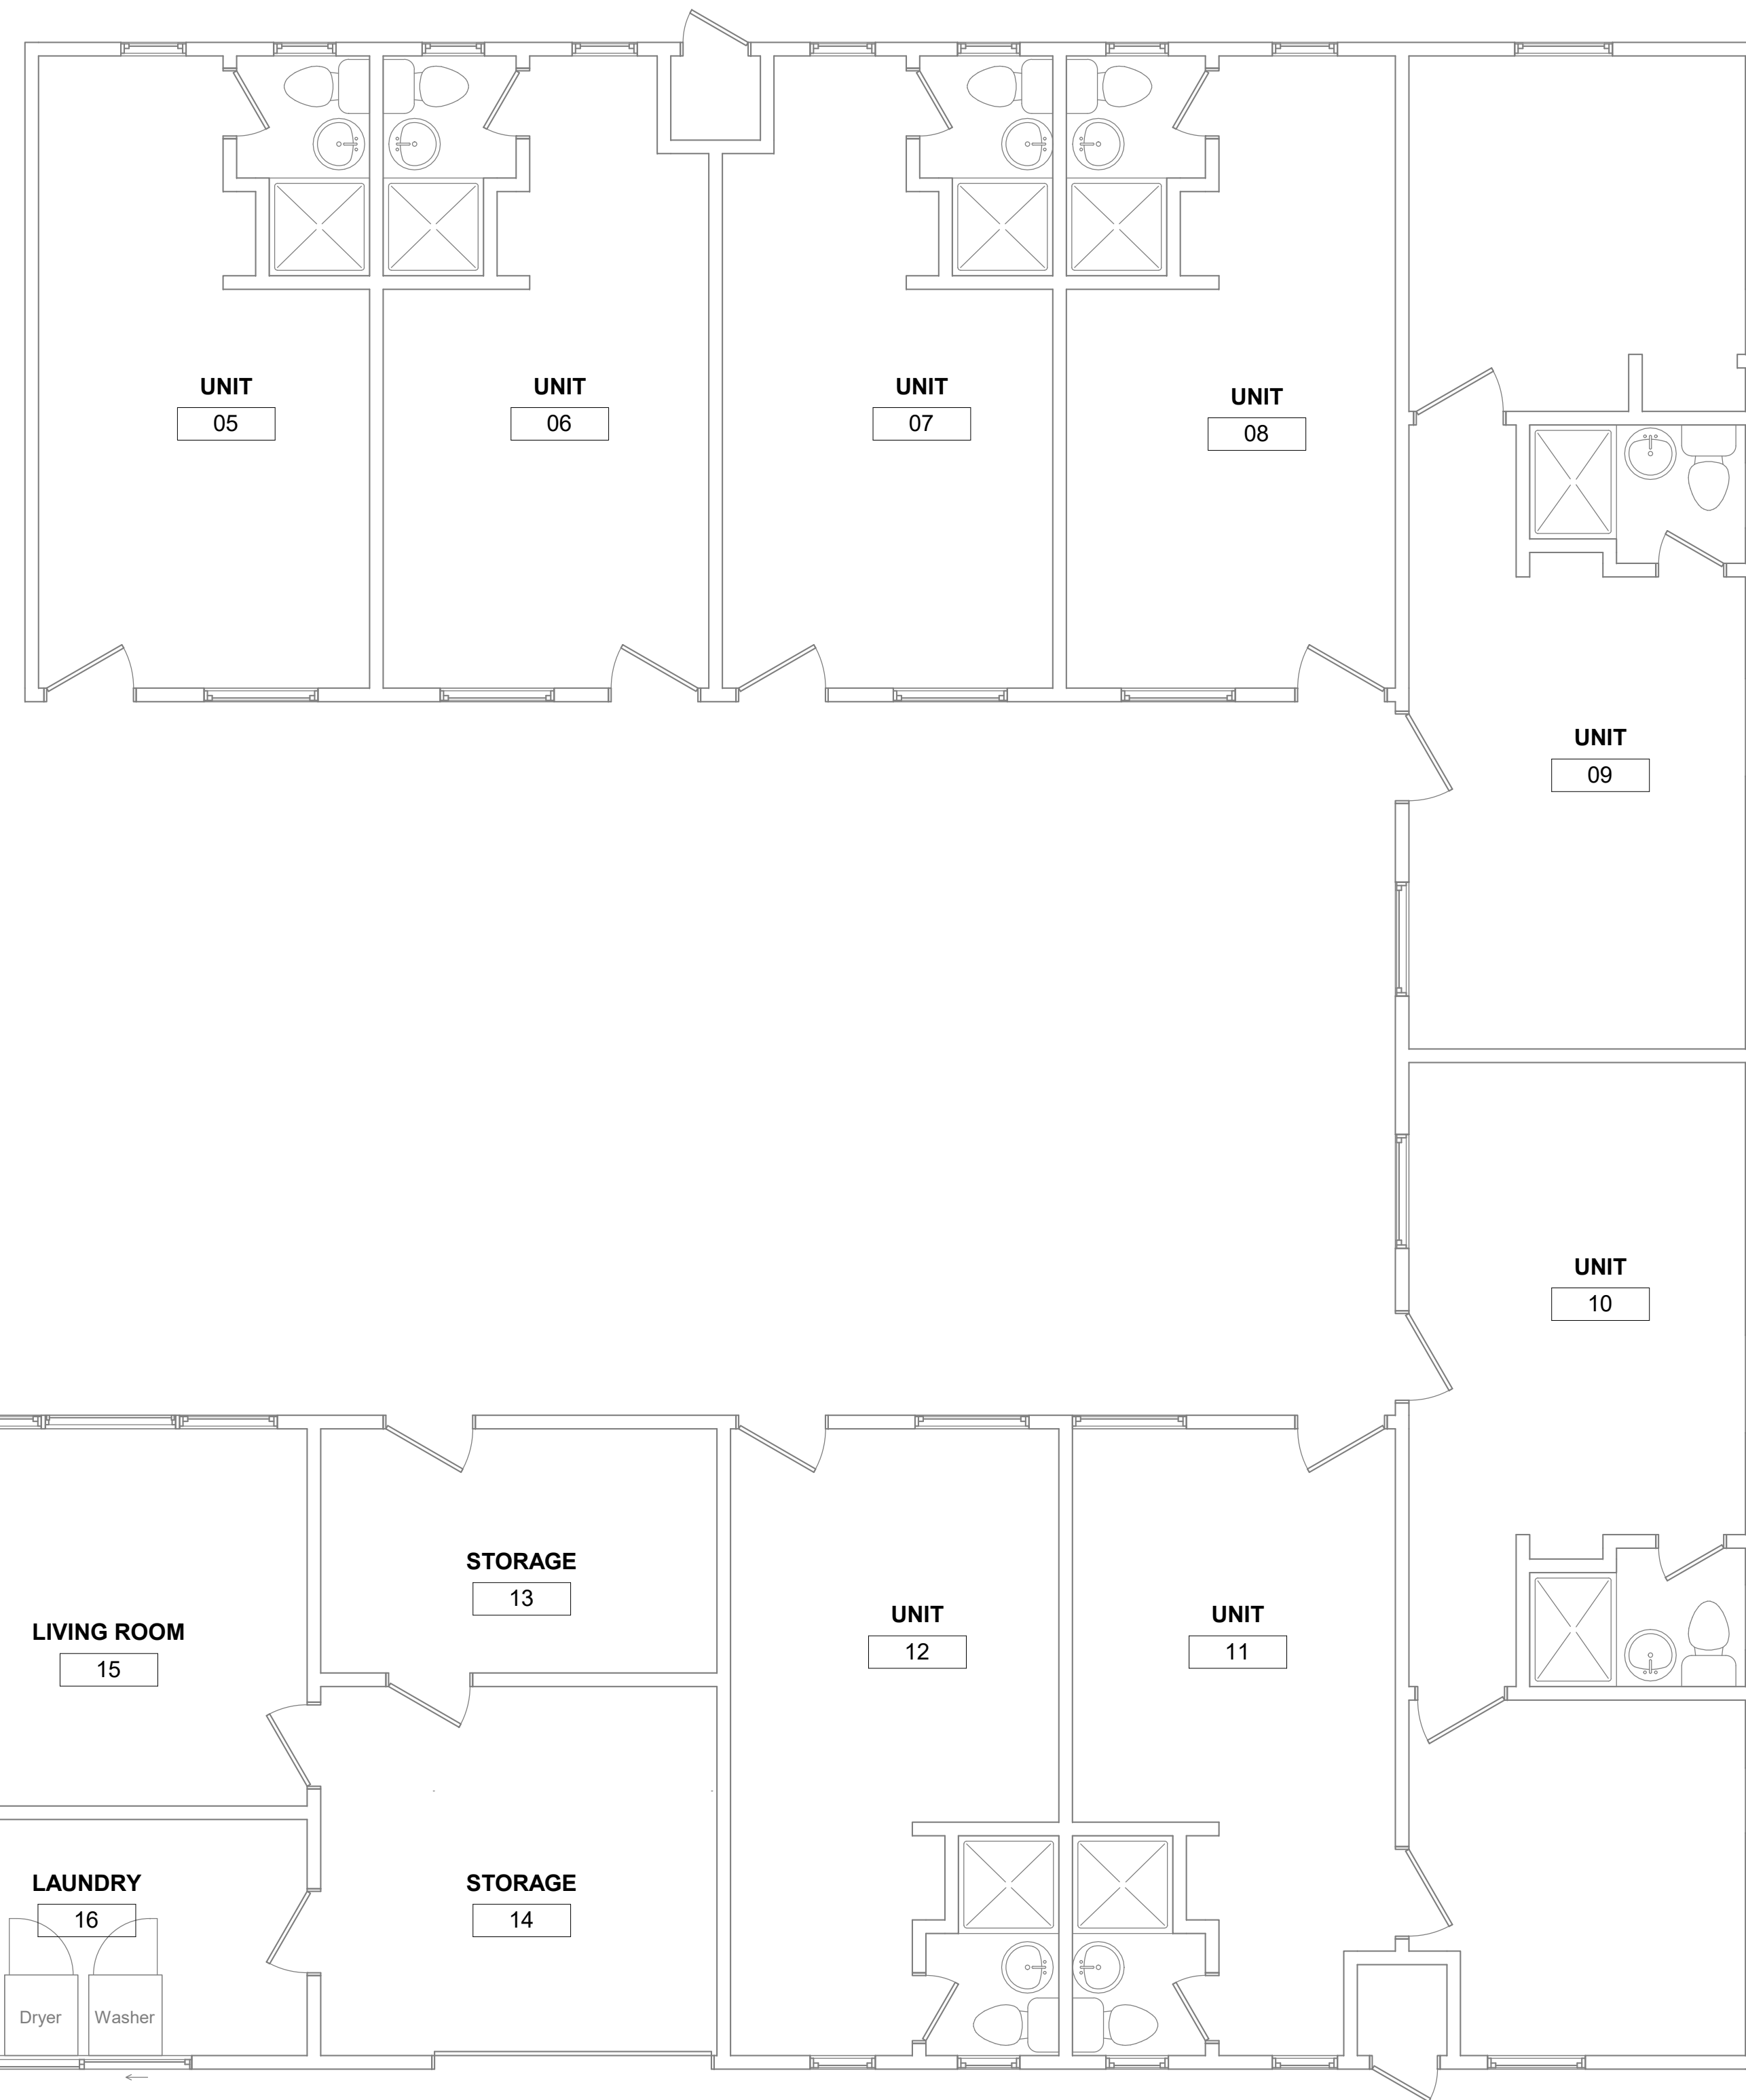 UNIT
05
UNIT
06
UNIT
07
UNIT
08
UNIT
09
UNIT
10
STORAGE
13
LIVING ROOM
15
UNIT
12
UNIT
11
LAUNDRY
16
STORAGE
14
Dryer
Washer